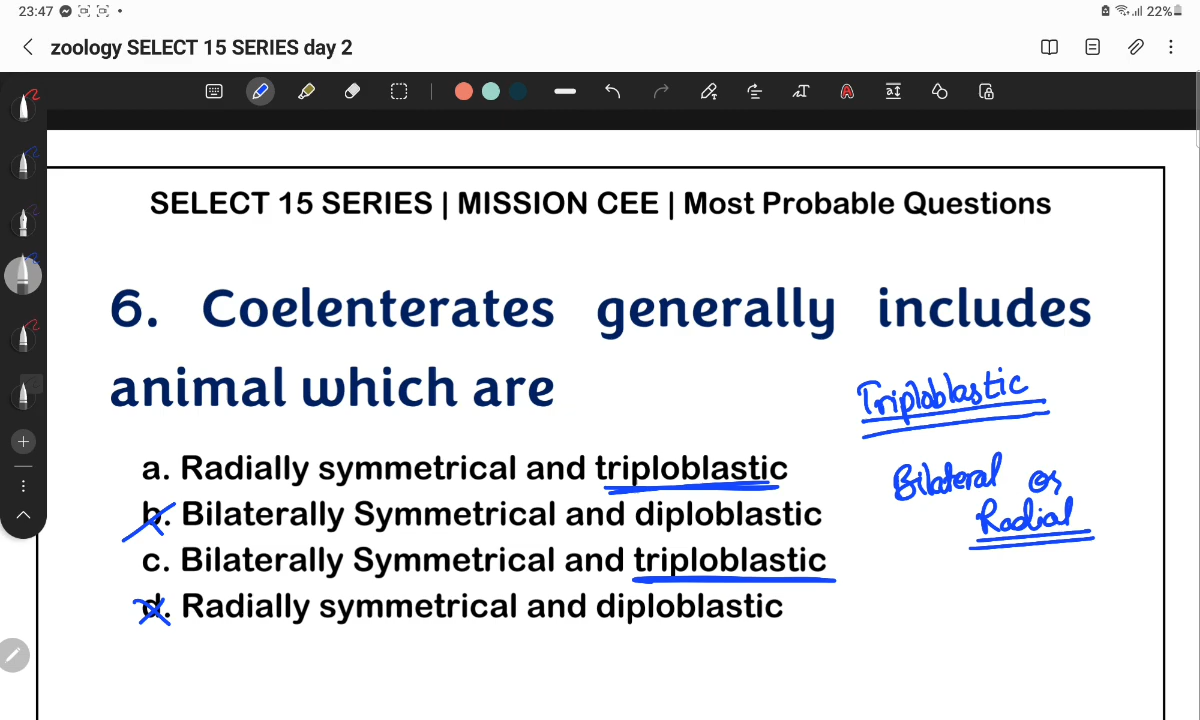 23:47
22%
zoology SELECT 15 SERIES day 2
SELECT 15 SERIES | MISSION CEE | Most Probable Questions
6. Coelenterates generally includes
animal which are
Triploblastic
a. Radially symmetrical and triploblastic
Bilateral or
b. Bilaterally Symmetrical and diploblastic
Radial
c. Bilaterally Symmetrical and triploblastic
d. Radially symmetrical and diploblastic